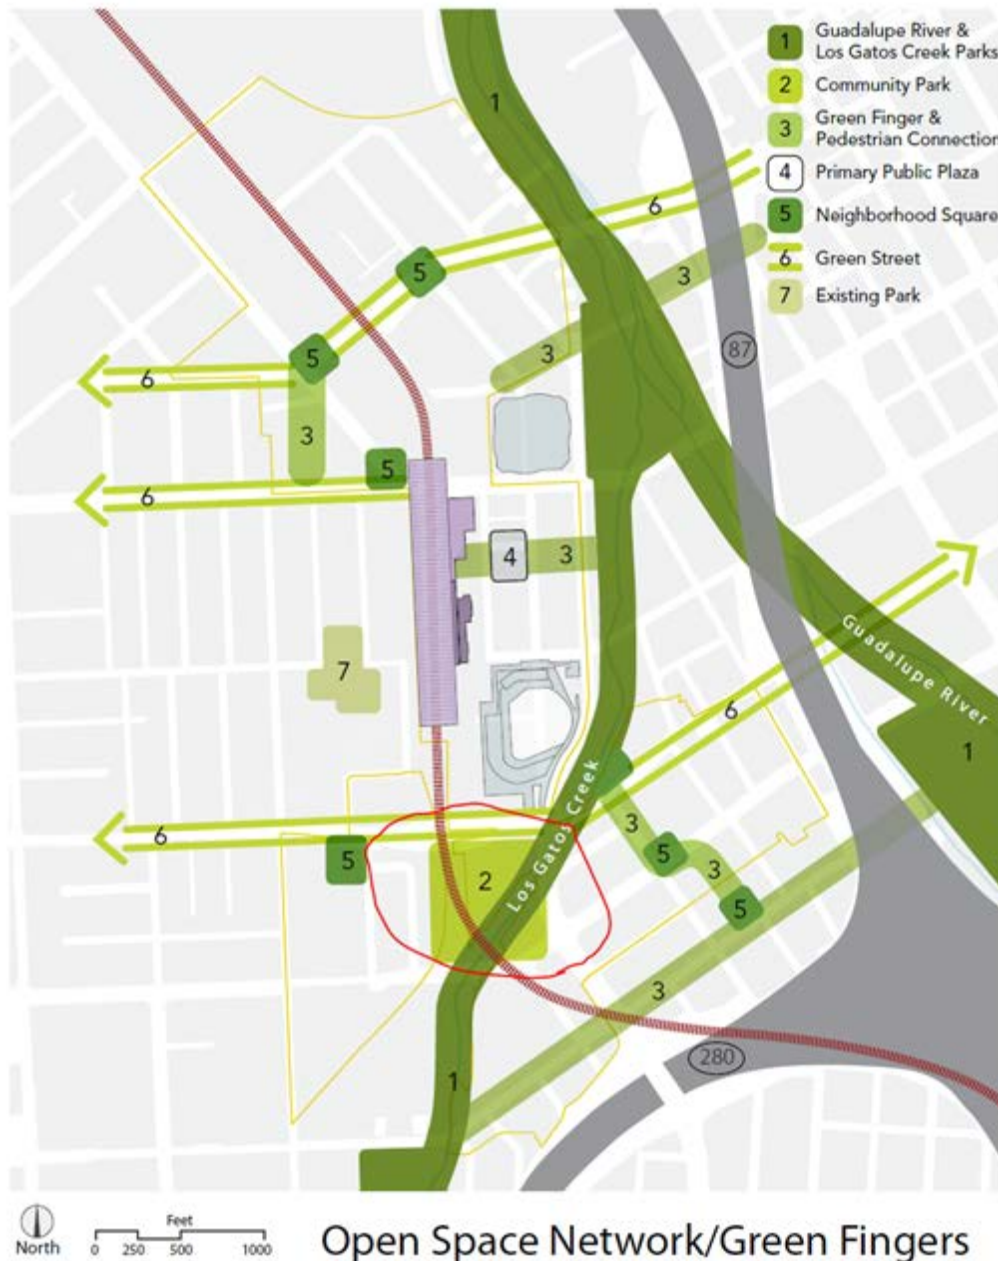 1 Guadalupe River &
Los Gatos Creek Parks
2 Community Park
3 Green Finger &
Pedestrian Connection
4 Primary Public Plaza
5 Neighborhood Square
6 Green Street
7 Existing Park
1
6
5
3
3
87
5
6
3
5
6
4
3
Guadalupe River
7
6
1
Los Gatos Creek
6
3
5
2
5
3
5
3
280
1
North
Feet
0 250 500 1000
Open Space Network/Green Fingers